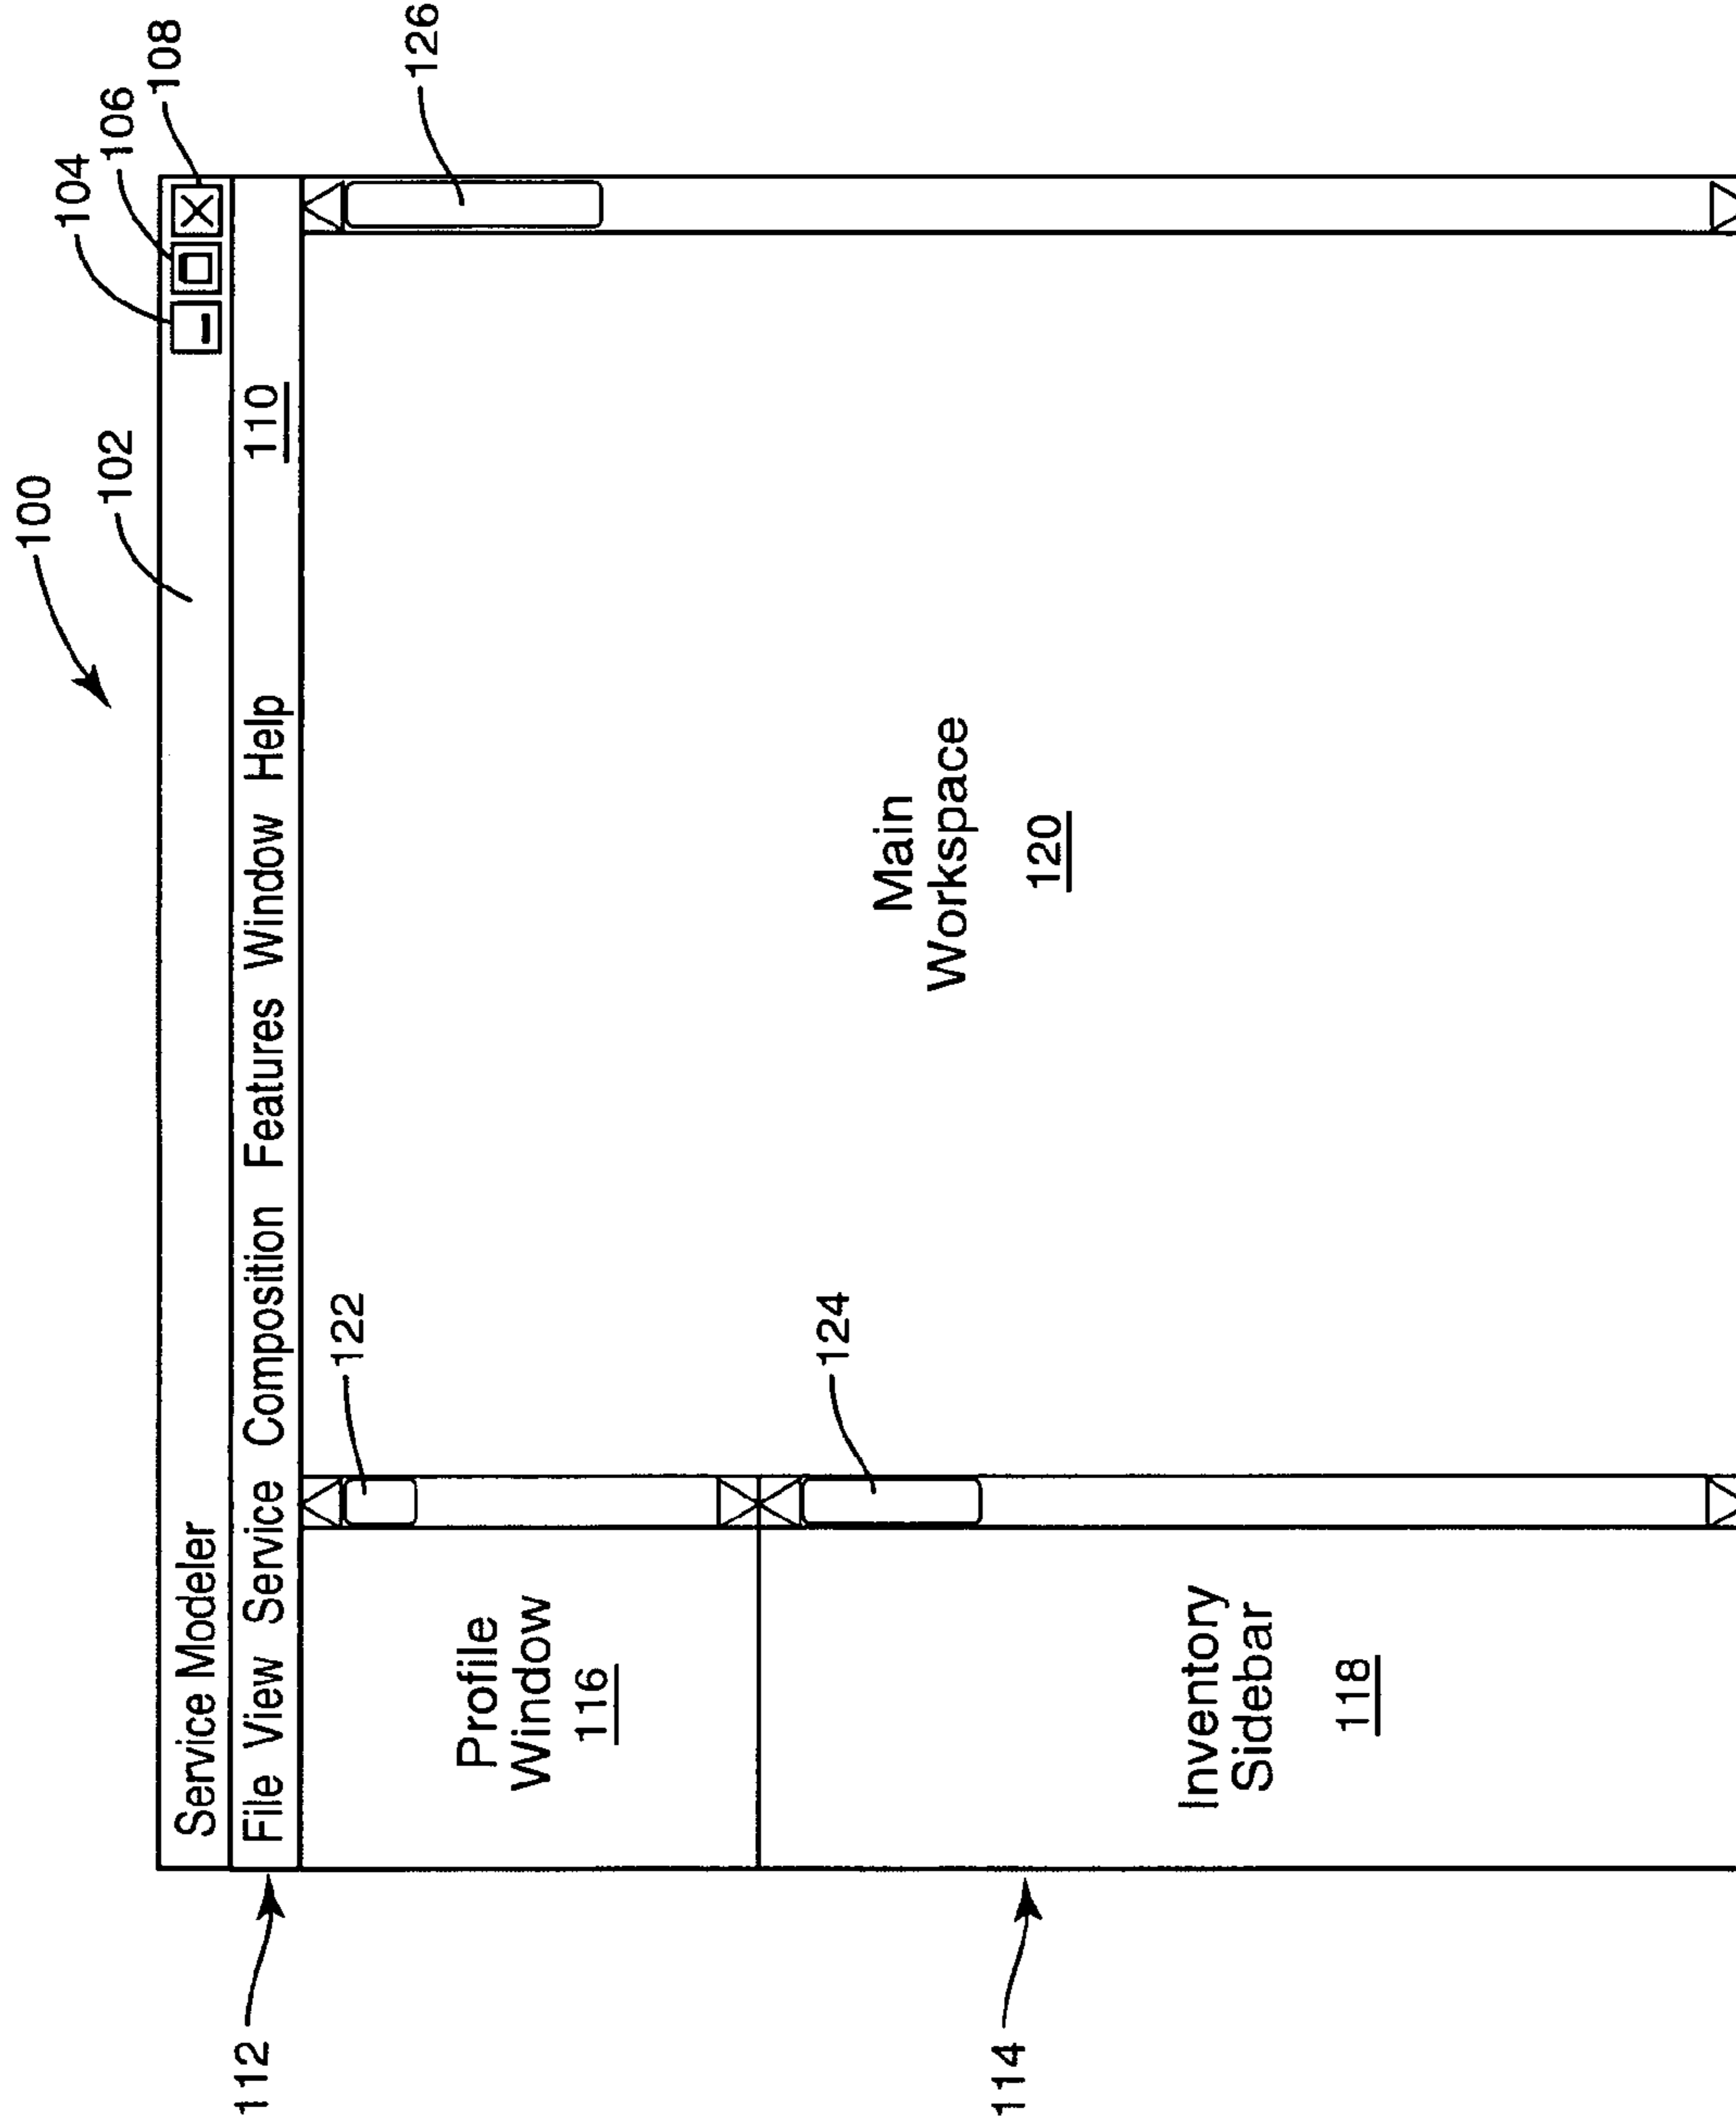 100
102
104
106
108
Service Modeler
112
File View Service Composition Features Window Help 110
122
126
Profile
Window
116
Main
Workspace
120
124
114
Inventory
Sidebar
118